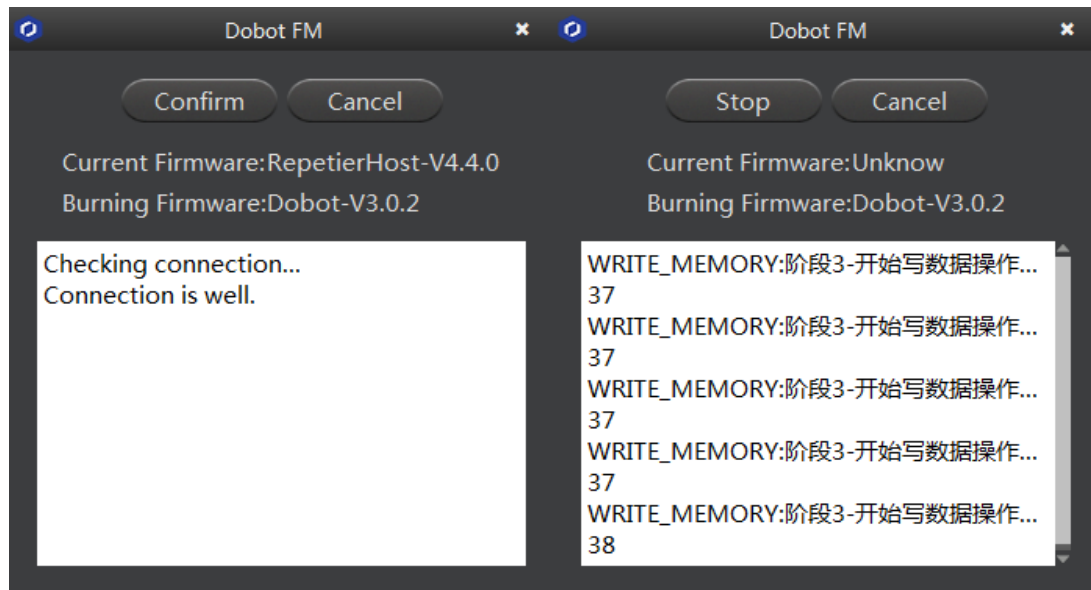 Dobot FM
Confirm Cancel
Current Firmware:RepetierHost-V4.4.0
Burning Firmware:Dobot-V3.0.2
Checking connection...
Connection is well.
Dobot FM
Stop Cancel
Current Firmware:Unknow
Burning Firmware:Dobot-V3.0.2
WRITE_MEMORY:阶段3-开始写数据操作...
37
WRITE_MEMORY:阶段3-开始写数据操作...
37
WRITE_MEMORY:阶段3-开始写数据操作...
37
WRITE_MEMORY:阶段3-开始写数据操作...
37
WRITE_MEMORY:阶段3-开始写数据操作...
38